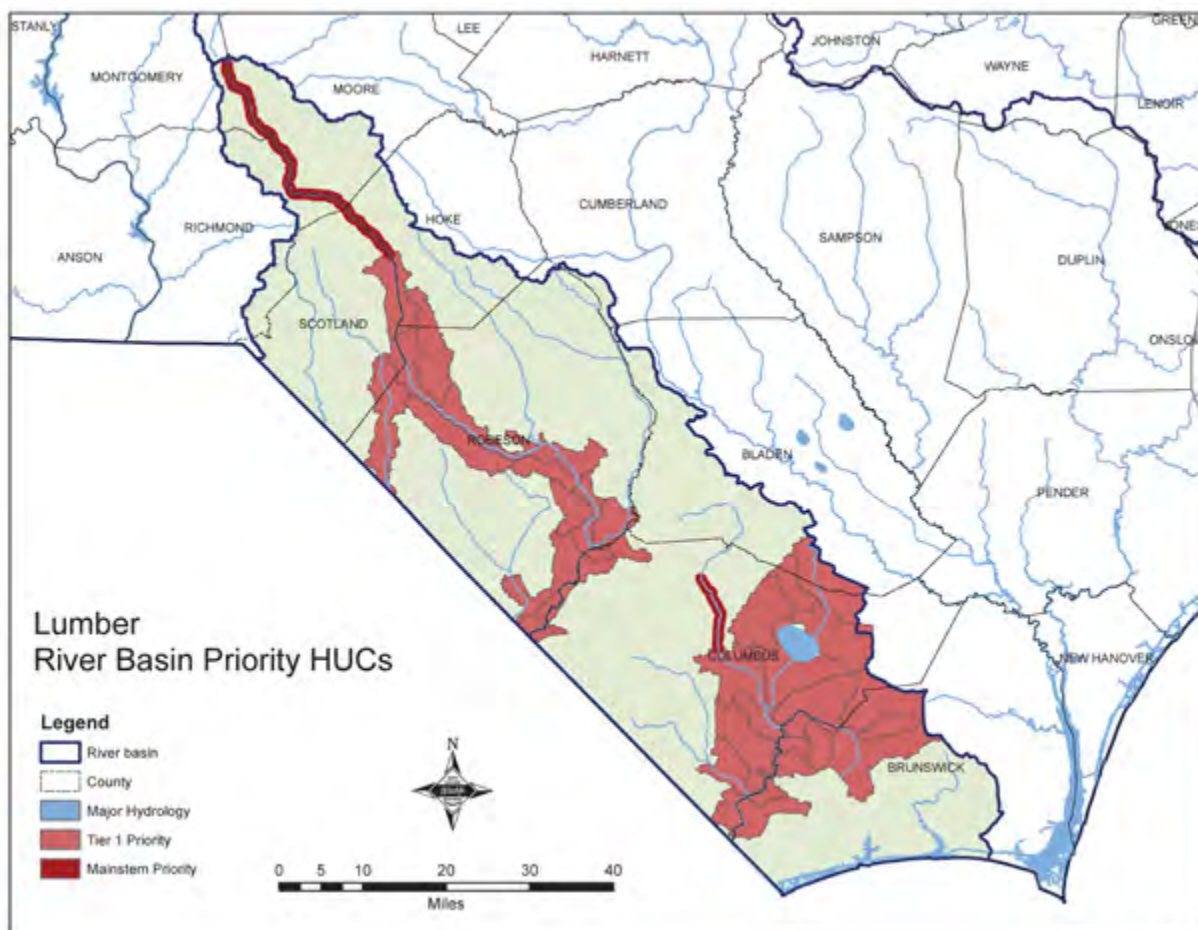 STANLY
LEE
JOHNSTON
GREEN
MONTGOMERY
HARNETT
WAYNE
MOORE
LENOIR
CUMBERLAND
HOKE
RICHMOND
SAMPSON
JONES
ANSON
DUPLIN
SCOTLAND
ONSLOW
ROBESON
BLADEN
PENDER
Lumber
River Basin Priority HUCs
COLUMBUS
NEW HANOVER
BRUNSWICK
Legend
River basin
County
Major Hydrology
Tier 1 Priority
Mainstem Priority
N
0 5 10 20 30 40
Miles